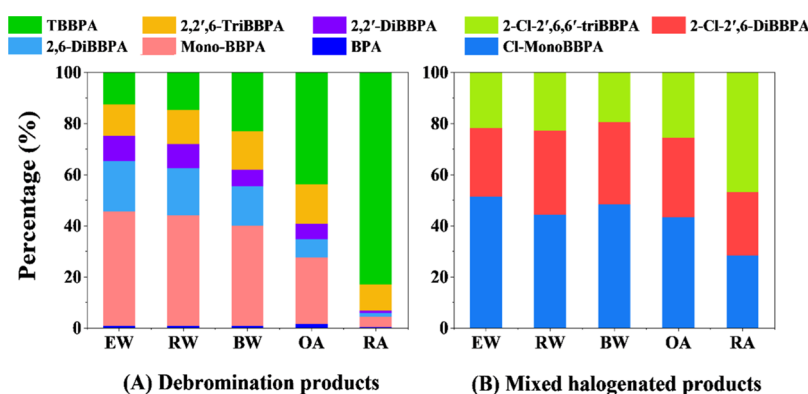 TBBPA 2,2',6-TriBBPA 2,2'-DiBBPA 2-Cl-2',6,6'-triBBPA 2-Cl-2',6-DiBBPA
2,6-DiBBPA Mono-BBPA BPA Cl-MonoBBPA
Percentage (%)
100
80
60
40
20
0
EW RW BW OA RA
(A) Debromination products
100
80
60
40
20
0
EW RW BW OA RA
(B) Mixed halogenated products